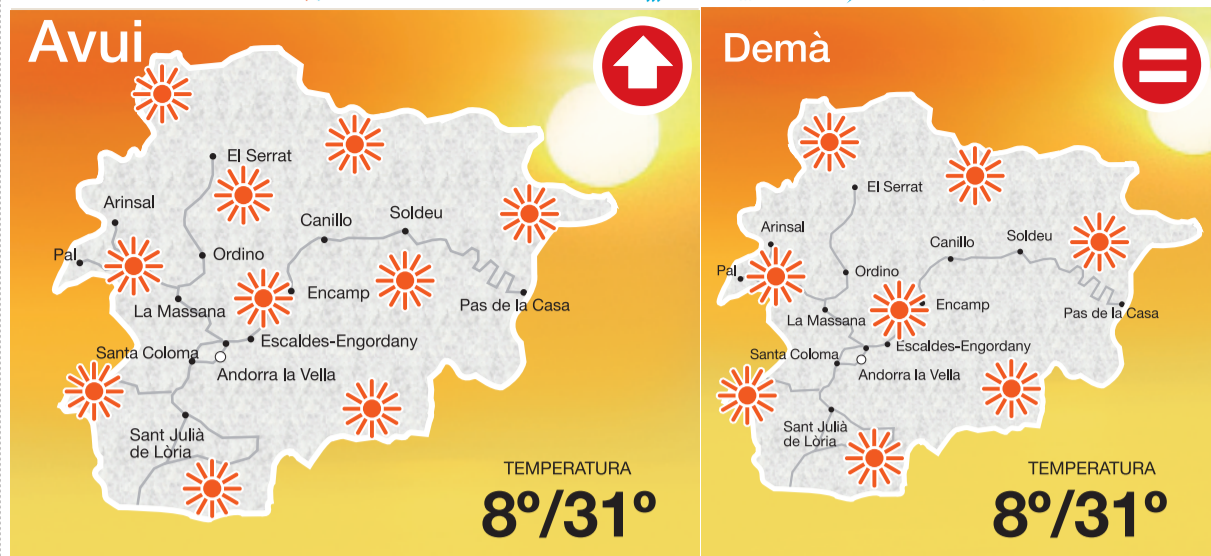 Avui
El Serrat
Arinsal
Canillo
Soldeu
Pal
Ordino
La Massana
Encamp
Pas de la Casa
Escaldes-Engordany
Santa Coloma
Andorra la Vella
Sant Julià
de Lòria
TEMPERATURA
8º/31º
Demà
El Serrat
Arinsal
Canillo
Soldeu
Pal
Ordino
La Massana
Encamp
Pas de la Casa
Escaldes-Engordany
Santa Coloma
Andorra la Vella
Sant Julià
de Lòria
TEMPERATURA
8º/31º